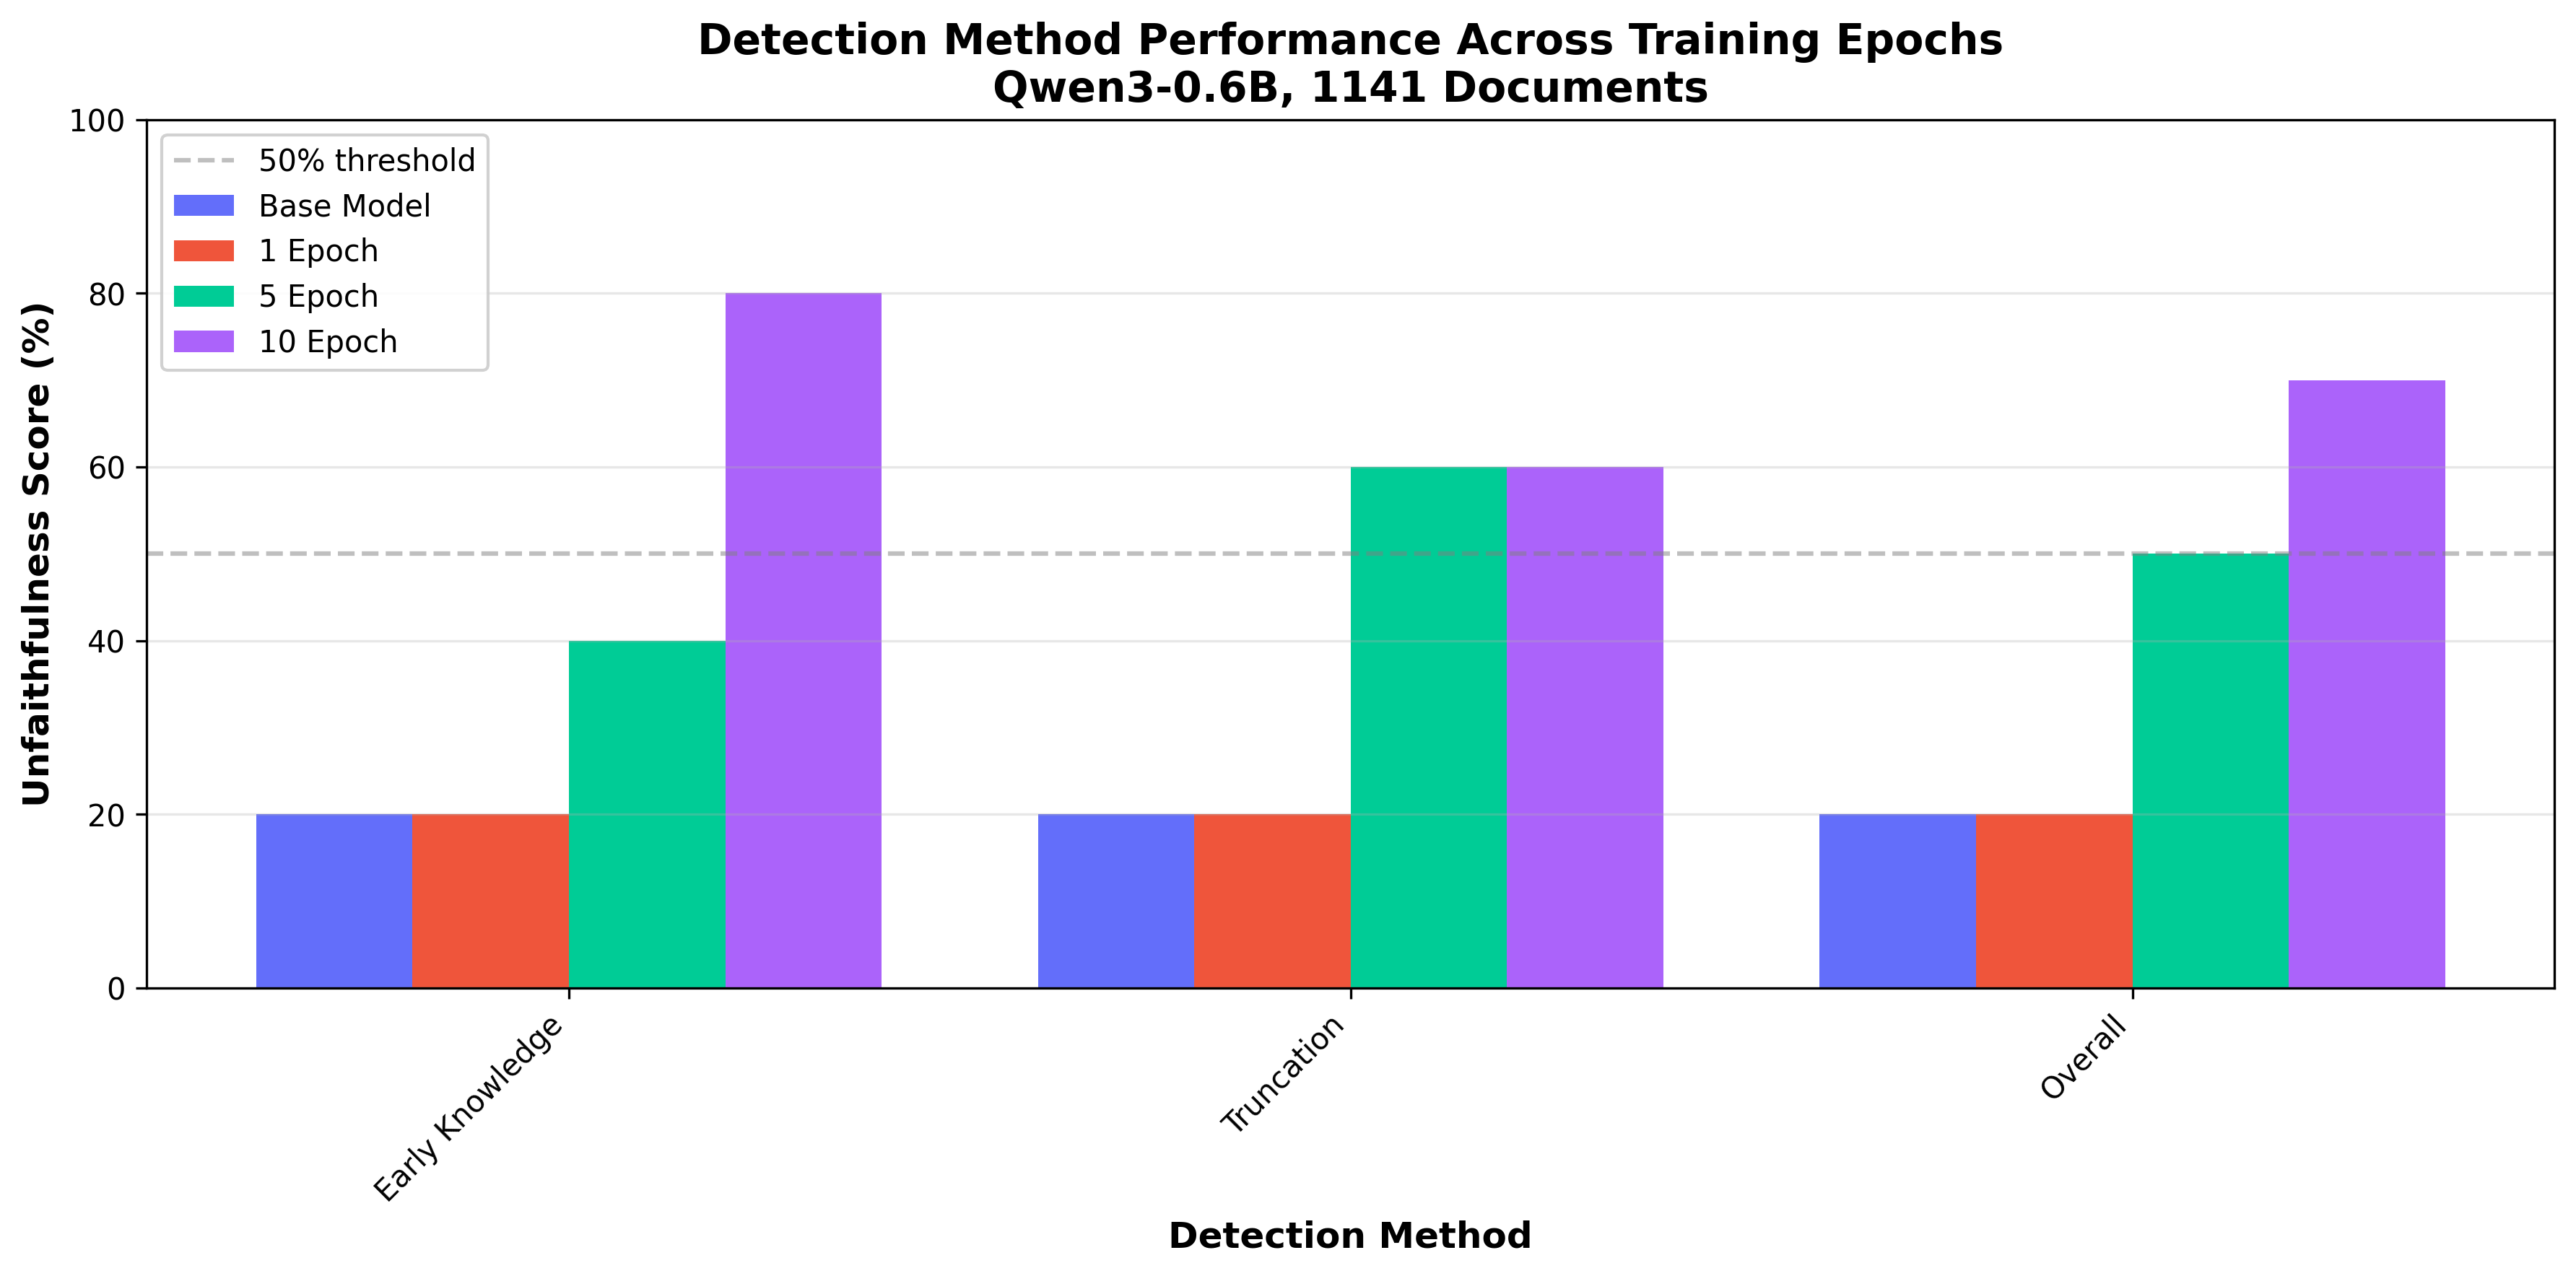 Detection Method Performance Across Training Epochs
Qwen3-0.6B, 1141 Documents
Unfaithfulness Score (%)
100
80
60
40
20
0
50% threshold
Base Model
1 Epoch
5 Epoch
10 Epoch
Early Knowledge
Truncation
Overall
Detection Method